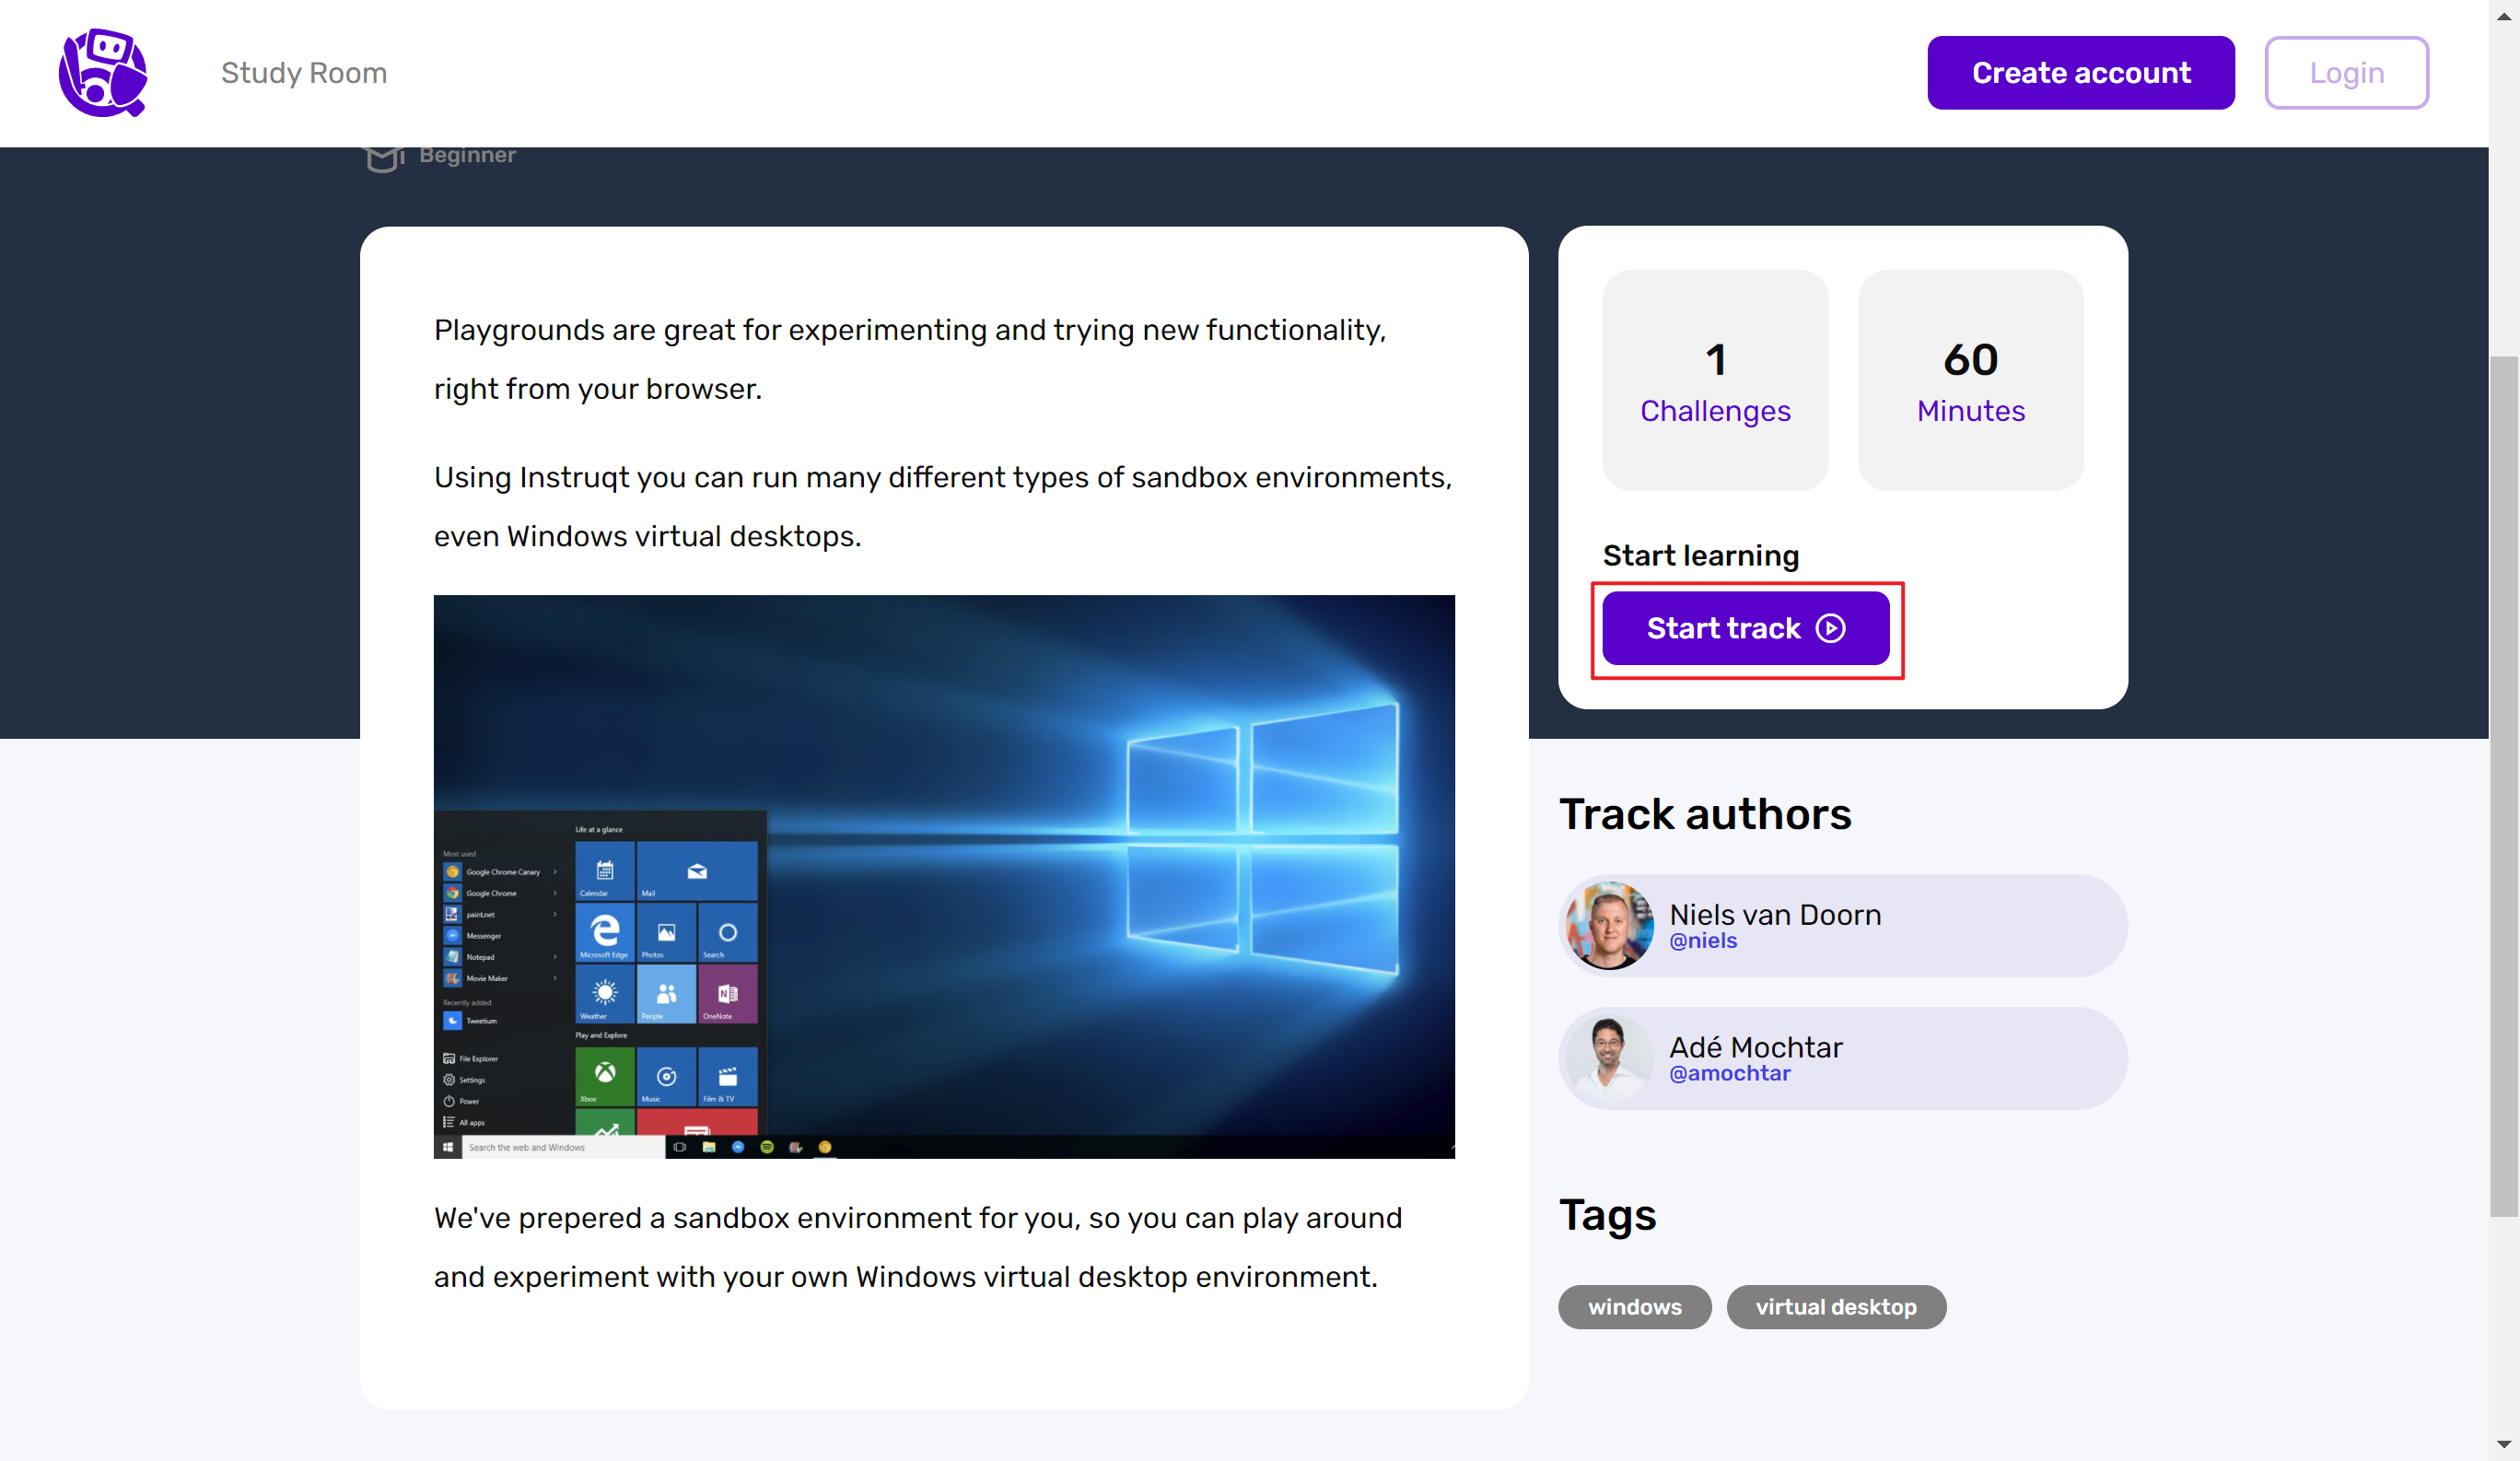 Study Room
Create account
Login
Beginner
Playgrounds are great for experimenting and trying new functionality,
right from your browser.
Using Instruqt you can run many different types of sandbox environments,
even Windows virtual desktops.
Life at a glance
Most used
Google Chrome Canary
Google Chrome
paint.net
Messenger
Notepad
Movie Maker
Recently added
Tweetium
File Explorer
Settings
Power
All apps
Calendar
Mail
Microsoft Edge
Photos
Search
Weather
People
OneNote
Play and Explore
Xbox
Music
Film & TV
Search the web and Windows
We've prepered a sandbox environment for you, so you can play around
and experiment with your own Windows virtual desktop environment.
1
Challenges
60
Minutes
Start learning
Start track
Track authors
Niels van Doorn
@niels
Adé Mochtar
@amochtar
Tags
windows
virtual desktop